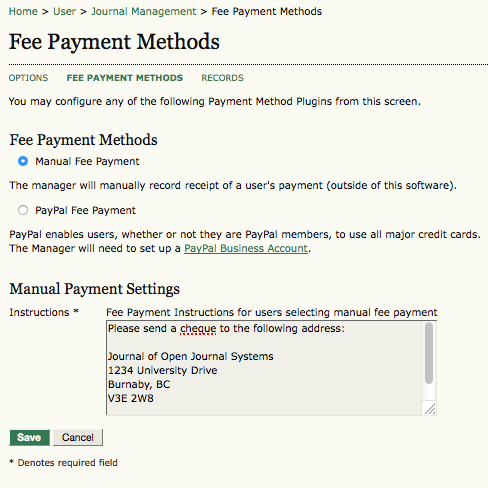 Home > User > Journal Management > Fee Payment Methods
Fee Payment Methods
OPTIONS FEE PAYMENT METHODS RECORDS
You may configure any of the following Payment Method Plugins from this screen.
Fee Payment Methods
Manual Fee Payment
The manager will manually record receipt of a user's payment (outside of this software).
PayPal Fee Payment
PayPal enables users, whether or not they are PayPal members, to use all major credit cards.
The Manager will need to set up a PayPal Business Account.
Manual Payment Settings
Instructions * Fee Payment Instructions for users selecting manual fee payment
Please send a cheque to the following address:
Journal of Open Journal Systems
1234 University Drive
Burnaby, BC
V3E 2W8
Save Cancel
* Denotes required field